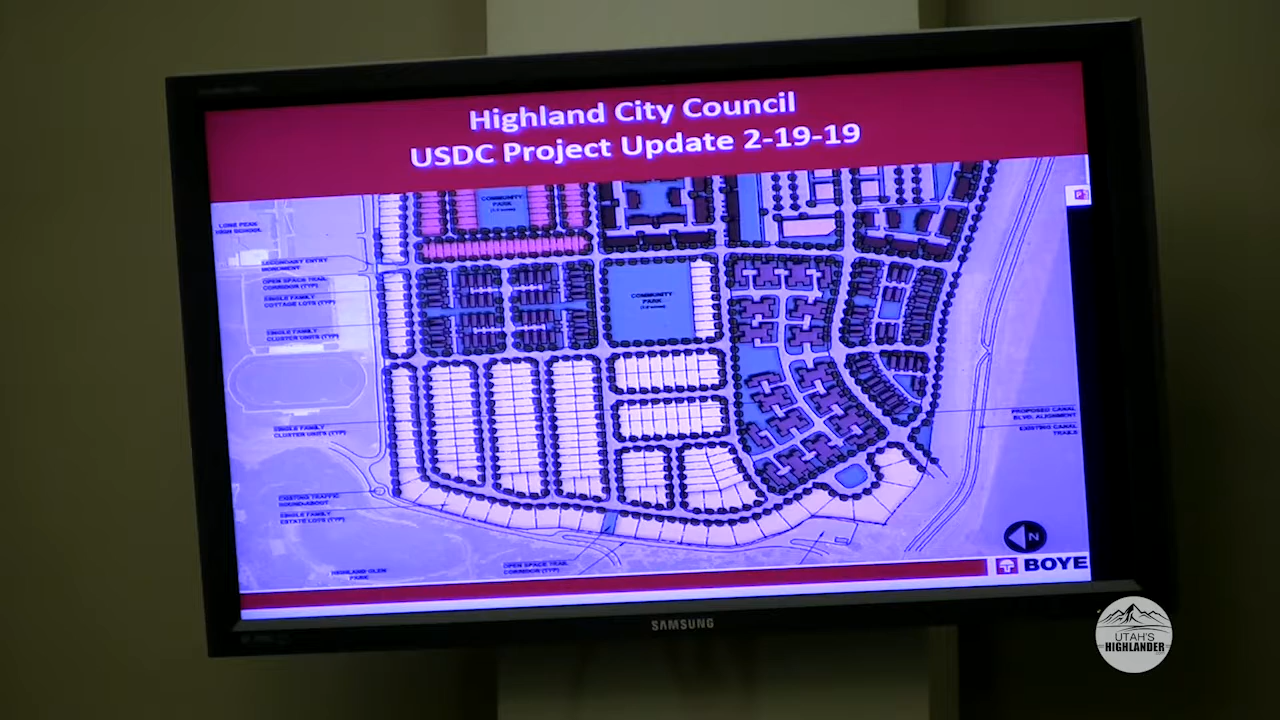 Highland City Council
USDC Project Update 2-19-19
COMMUNITY
PARK
LONE PEAK
HIGH SCHOOL
SECONDARY ENTRY
MONUMENT
OPEN SPACE TRAIL
CORRIDOR (TYP)
SINGLE FAMILY
COTTAGE LOTS (TYP)
SINGLE FAMILY
CLUSTER UNITS (TYP)
COMMUNITY
PARK
PROPOSED CANAL
BLVD. ALIGNMENT
EXISTING CANAL
TRAILS
SINGLE FAMILY
CLUSTER UNITS (TYP)
EXISTING TRAFFIC
ROUNDABOUT
SINGLE FAMILY
ESTATE LOTS (TYP)
OPEN SPACE TRAIL
CORRIDOR (TYP)
HIGHLAND GLEN
PARK
N
BOYE
SAMSUNG
UTAH'S
HIGHLANDER